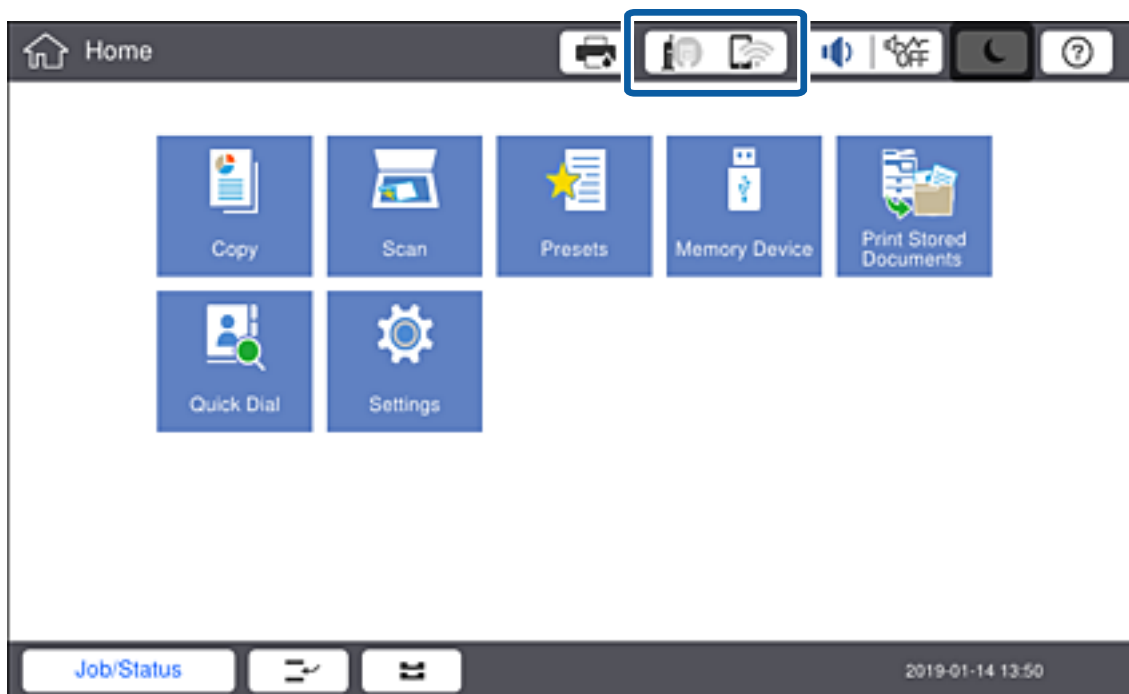 Home
OFF
?
Copy
Scan
Presets
Memory Device
Print Stored
Documents
Quick Dial
Settings
Job/Status
2019-01-14 13:50